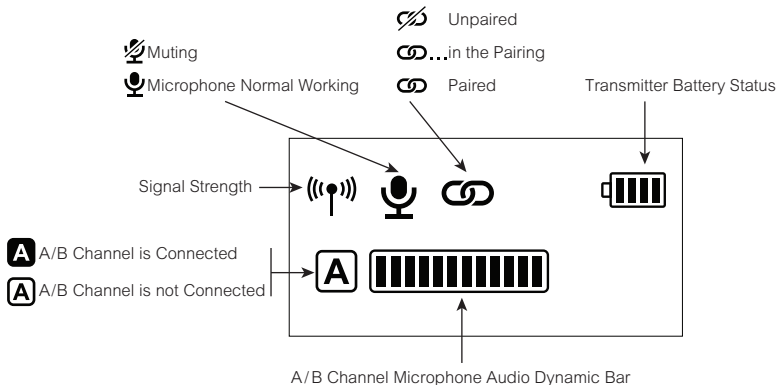 Unpaired
Muting
...in the Pairing
Microphone Normal Working
Paired
Transmitter Battery Status
Signal Strength
A A/B Channel is Connected
A A/B Channel is not Connected
A
A/B Channel Microphone Audio Dynamic Bar